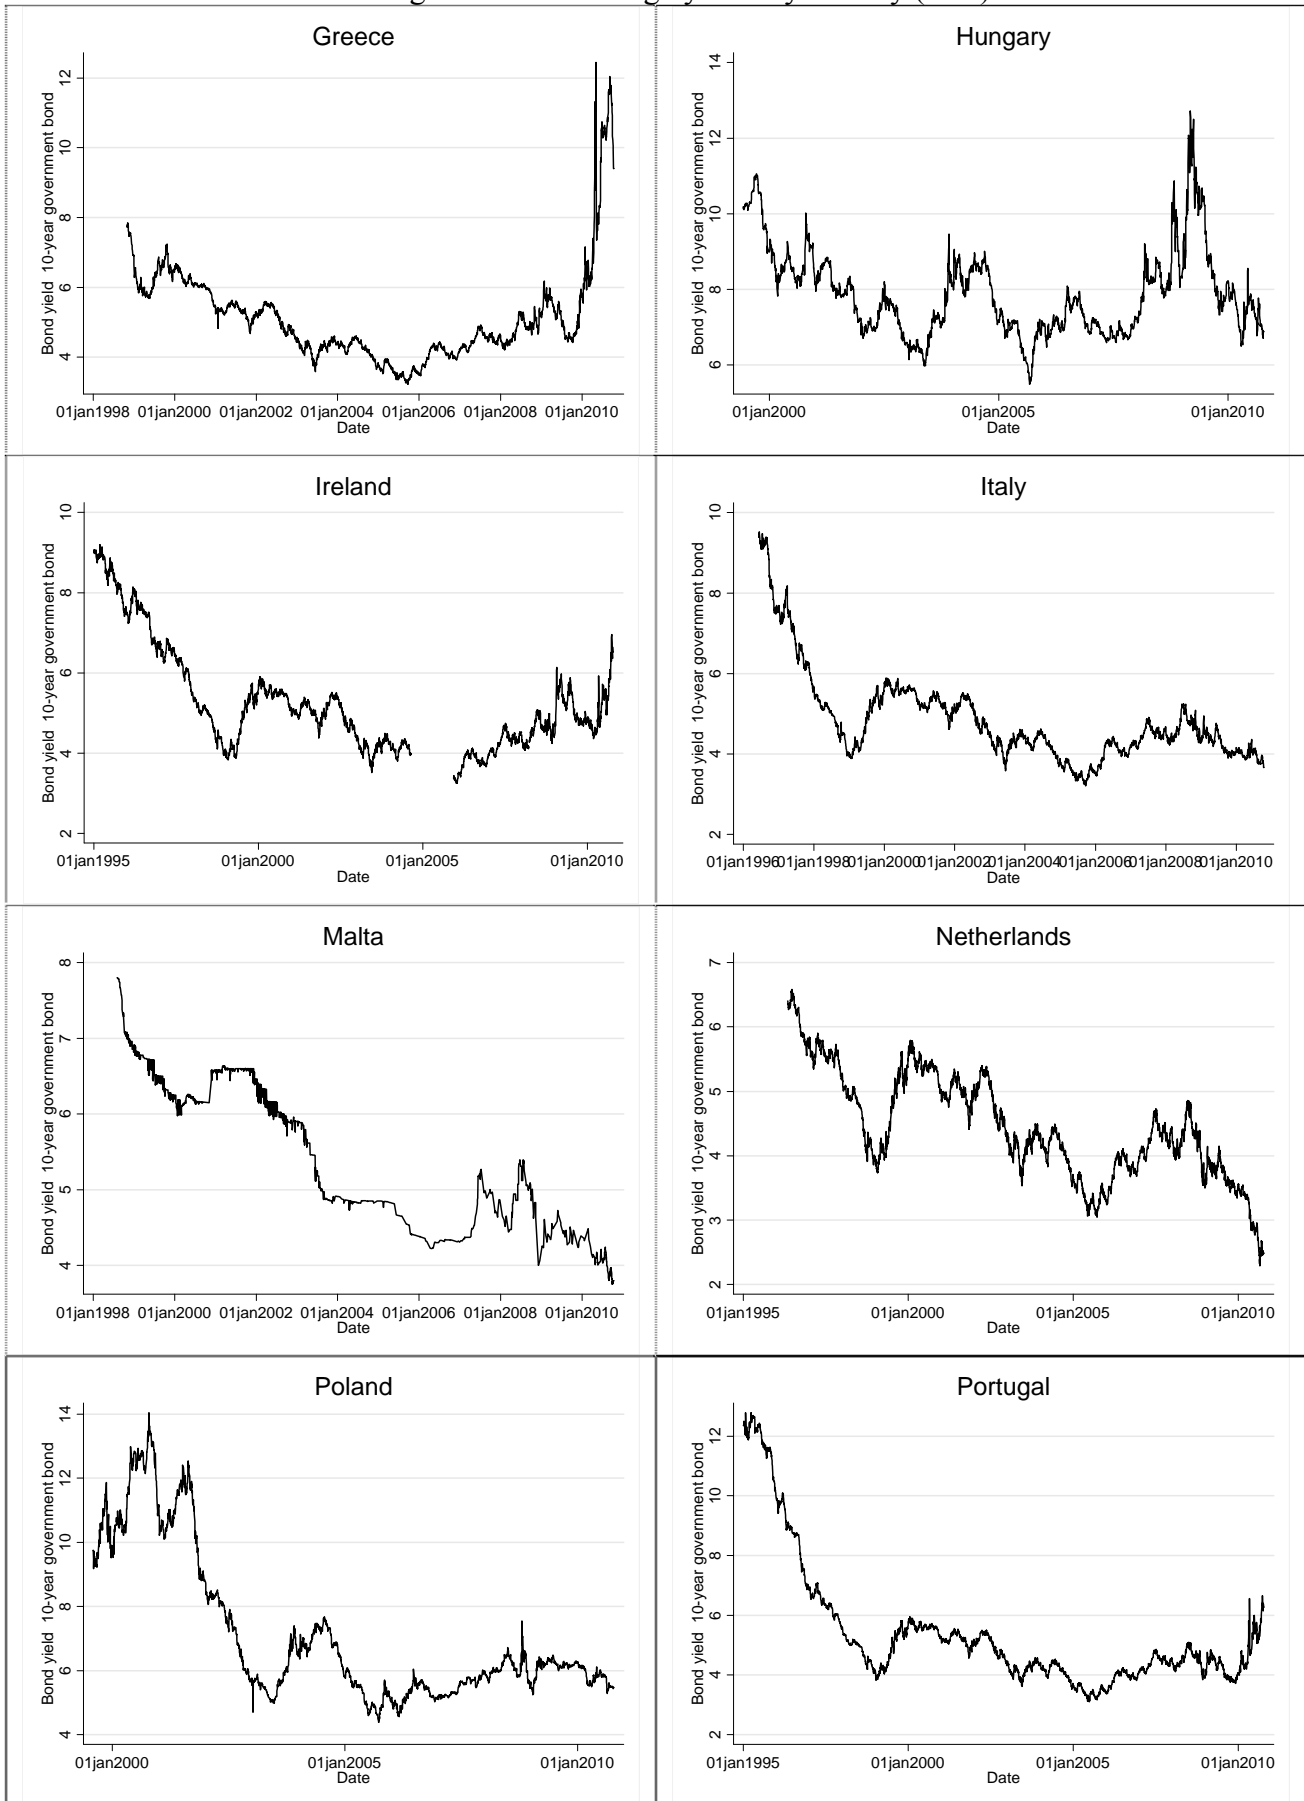 Greece
Bond yield 10-year government bond
12
10
8
6
4
01jan1998 01jan2000 01jan2002 01jan2004 01jan2006 01jan2008 01jan2010
Date
Hungary
Bond yield 10-year government bond
14
12
10
8
6
01jan2000 01jan2005 01jan2010
Date
Ireland
Bond yield 10-year government bond
10
8
6
4
2
01jan1995 01jan2000 01jan2005 01jan2010
Date
Italy
Bond yield 10-year government bond
10
8
6
4
2
01jan1996 01jan1998 01jan2000 01jan2002 01jan2004 01jan2006 01jan2008 01jan2010
Date
Malta
Bond yield 10-year government bond
8
7
6
5
4
01jan1998 01jan2000 01jan2002 01jan2004 01jan2006 01jan2008 01jan2010
Date
Netherlands
Bond yield 10-year government bond
7
6
5
4
3
2
01jan1995 01jan2000 01jan2005 01jan2010
Date
Poland
Bond yield 10-year government bond
14
12
10
8
6
4
01jan2000 01jan2005 01jan2010
Date
Portugal
Bond yield 10-year government bond
12
10
8
6
4
2
01jan1995 01jan2000 01jan2005 01jan2010
Date